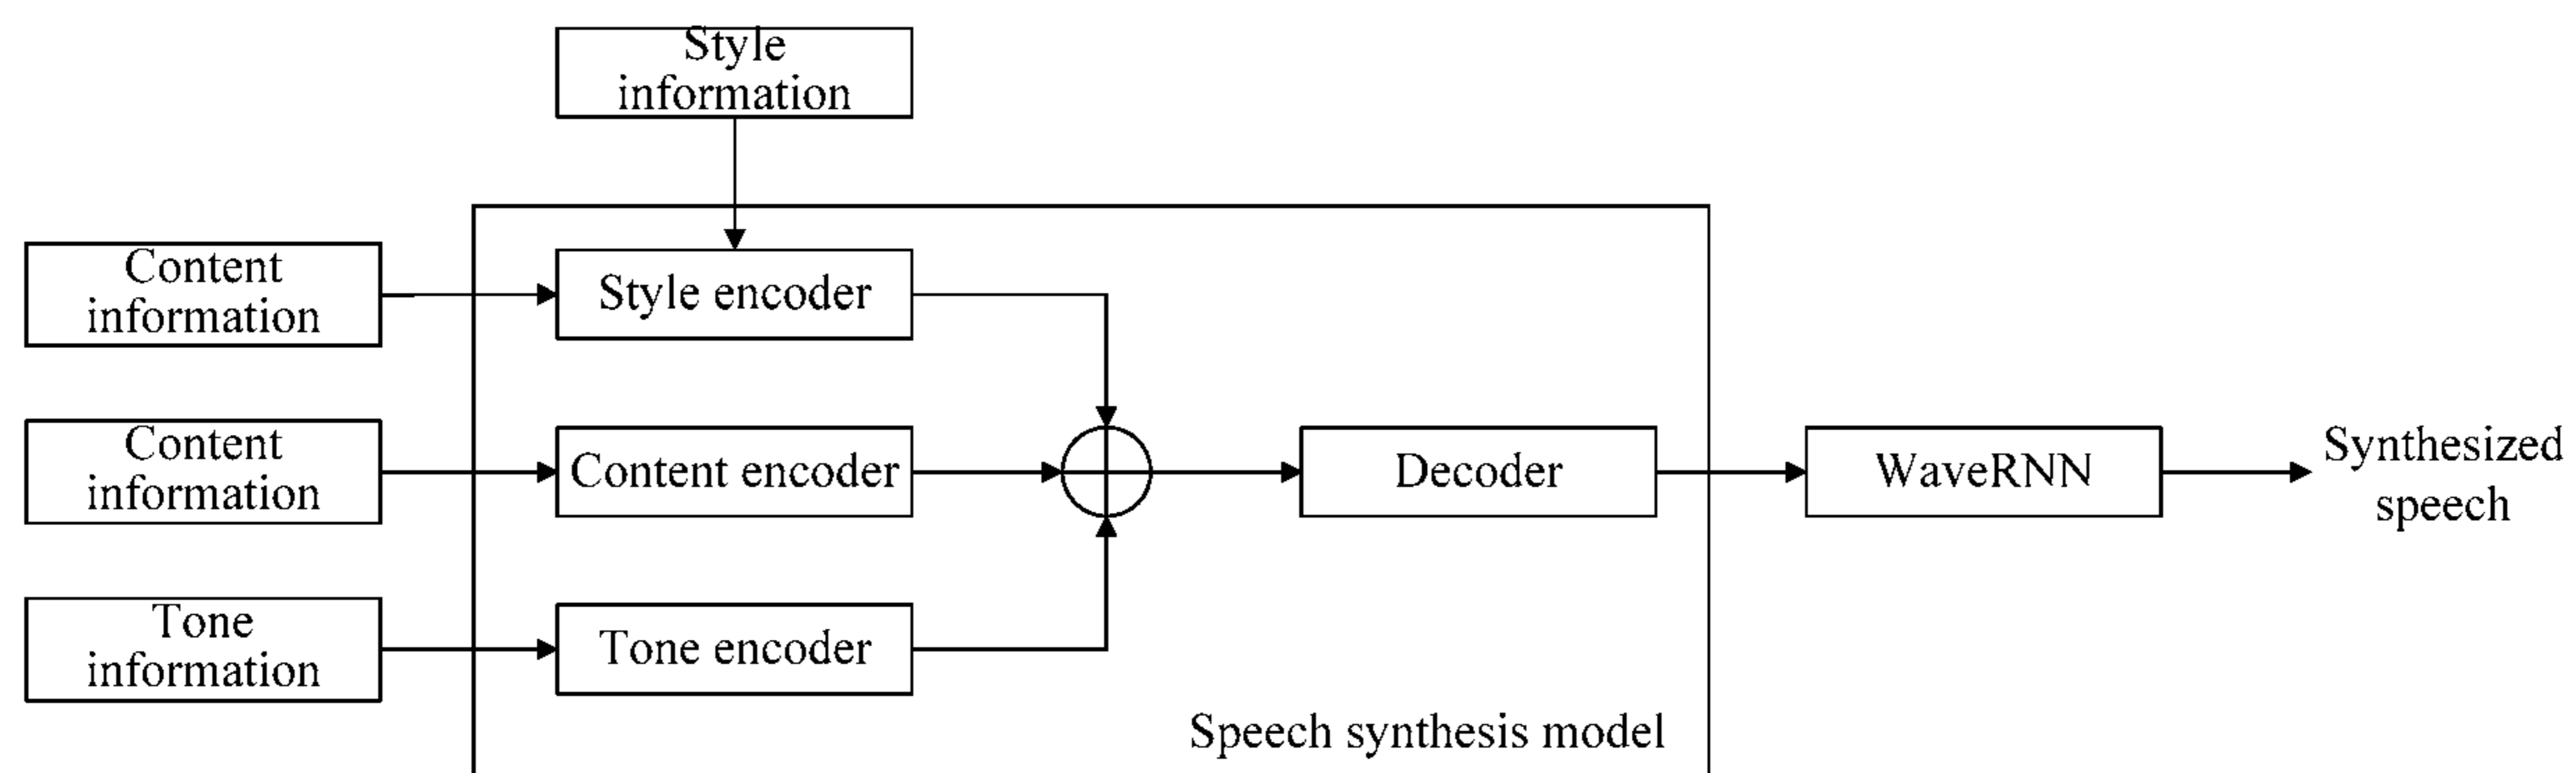 Style
information
Content
information
Style encoder
Content
information
Content encoder
Decoder
WaveRNN
Synthesized
speech
Tone
information
Tone encoder
Speech synthesis model